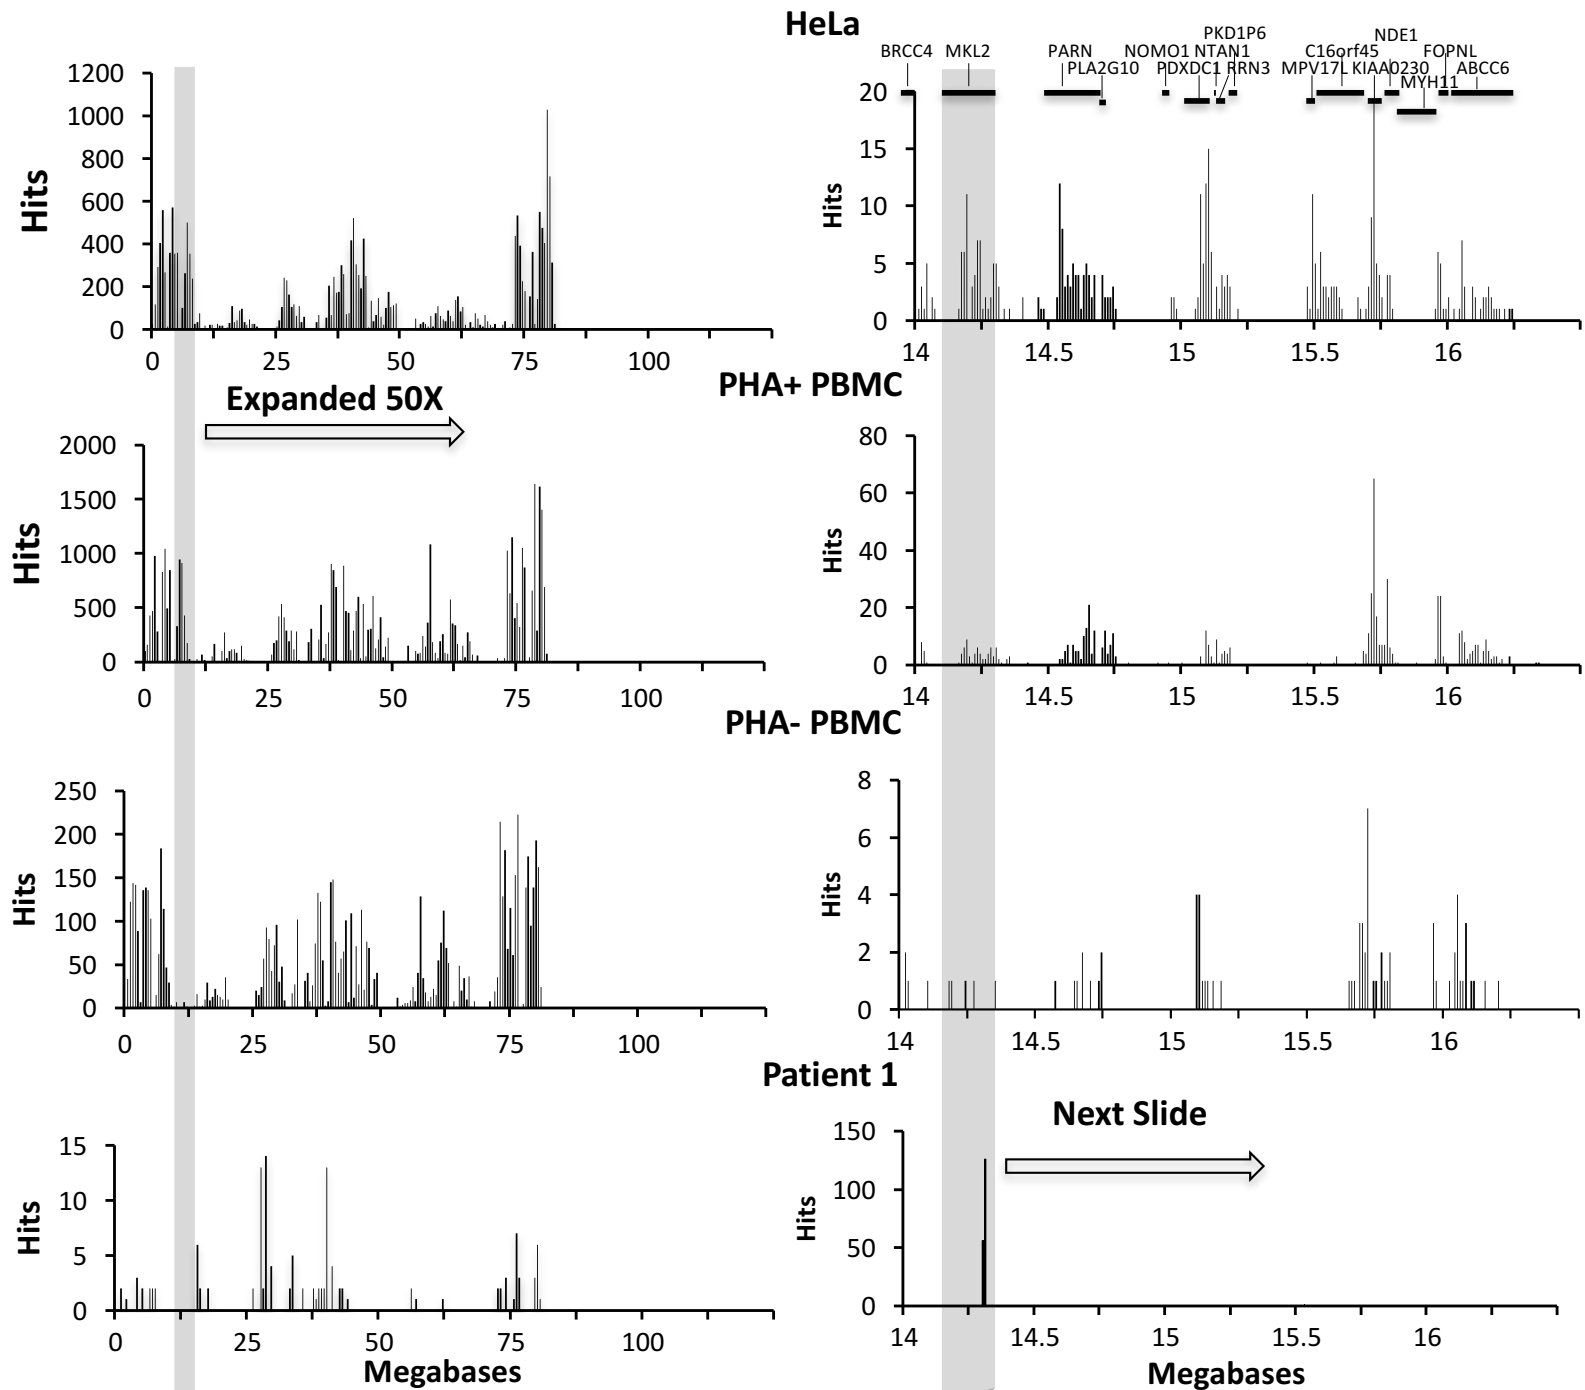 HeLa
PKD1P6
NDE1
BRCC4 MKL2 PARN NOMO1 NTAN1 C16orf45 FOPNL
PLA2G10 PDXDC1 RRN3 MPV17L KIAA0230 ABCC6
MYH11
1200
1000
800
600
400
200
0
Hits
0 25 50 75 100
20
15
10
5
0
Hits
14 14.5 15 15.5 16
PHA+ PBMC
Expanded 50X
2000
1500
1000
500
0
Hits
0 25 50 75 100
80
60
40
20
0
Hits
14 14.5 15 15.5 16
PHA- PBMC
250
200
150
100
50
0
Hits
0 25 50 75 100
8
6
4
2
0
Hits
14 14.5 15 15.5 16
Patient 1
15
10
5
0
Hits
0 25 50 75 100
Megabases
Next Slide
150
100
50
0
Hits
14 14.5 15 15.5 16
Megabases